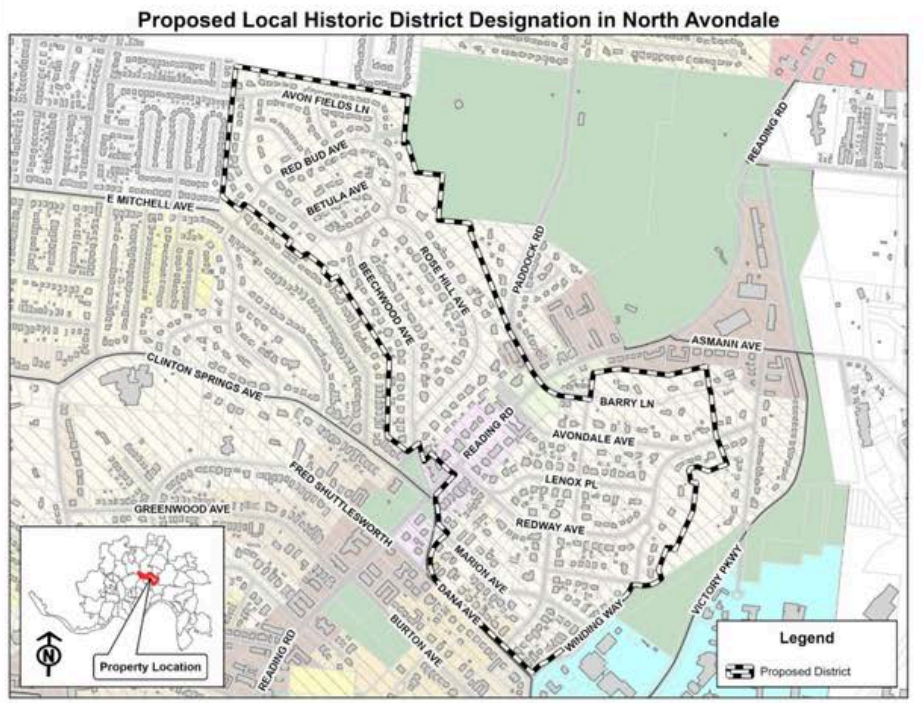 Proposed Local Historic District Designation in North Avondale
AVON FIELDS LN
READING RD
RED BUD AVE
E MITCHELL AVE
BETULA AVE
PADDOCK RD
ROSE HILL AVE
BEECHWOOD AVE
ASMANN AVE
CLINTON SPRINGS AVE
BARRY LN
READING RD
AVONDALE AVE
LENOX PL
FRED SHUTTLESWORTH
GREENWOOD AVE
REDWAY AVE
MARION AVE
VICTORY PKWY
DANA AVE
WINDING WAY
BURTON AVE
READING RD
N
Property Location
Legend
Proposed District